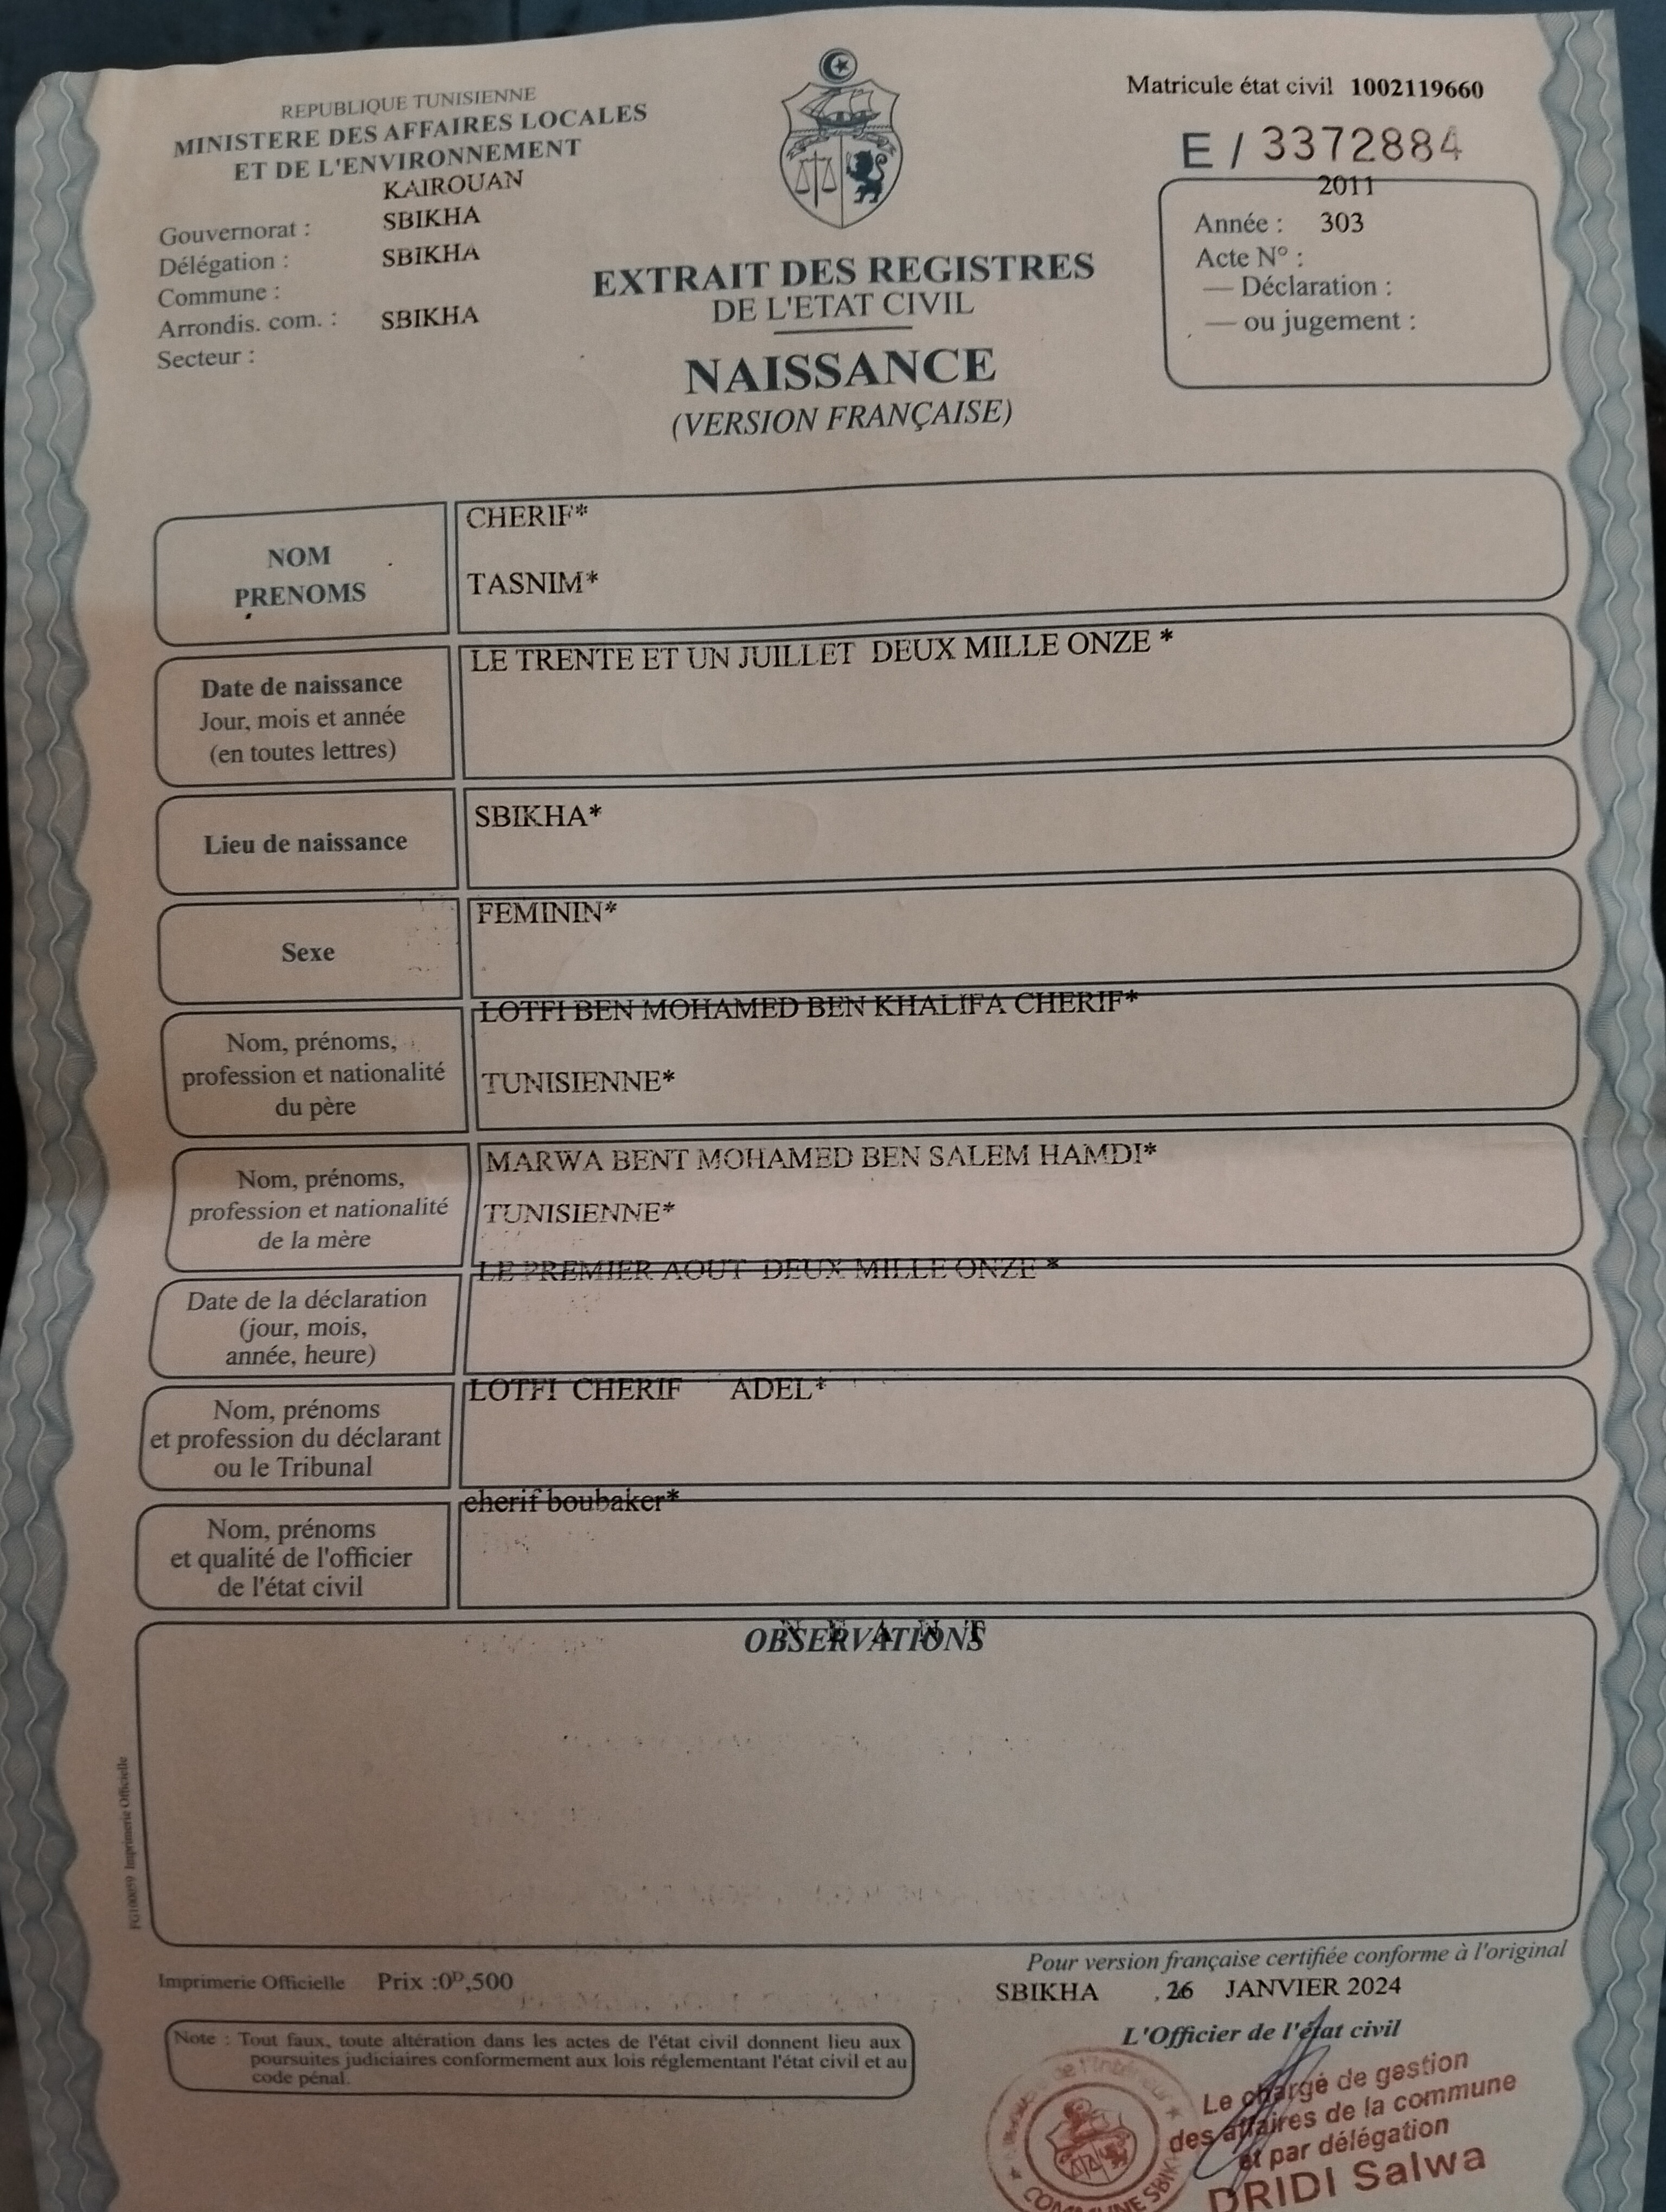 REPUBLIQUE TUNISIENNE
MINISTERE DES AFFAIRES LOCALES
ET DE L'ENVIRONNEMENT
KAIROUAN
Gouvernorat : SBIKHA
Délégation : SBIKHA
Commune :
Arrondis. com. : SBIKHA
Secteur :
EXTRAIT DES REGISTRES
DE L'ETAT CIVIL
NAISSANCE
(VERSION FRANÇAISE)
Matricule état civil 1002119660
E / 3372884
2011
Année : 303
Acte N° :
— Déclaration :
— ou jugement :
NOM
PRENOMS
CHERIF*
TASNIM*
Date de naissance
Jour, mois et année
(en toutes lettres)
LE TRENTE ET UN JUILLET DEUX MILLE ONZE *
Lieu de naissance
SBIKHA*
Sexe
FEMININ*
Nom, prénoms,
profession et nationalité
du père
LOTFI BEN MOHAMED BEN KHALIFA CHERIF*
TUNISIENNE*
Nom, prénoms,
profession et nationalité
de la mère
MARWA BENT MOHAMED BEN SALEM HAMDI*
TUNISIENNE*
Date de la déclaration
(jour, mois,
année, heure)
LE PREMIER AOUT DEUX MILLE ONZE *
Nom, prénoms
et profession du déclarant
ou le Tribunal
LOTFI CHERIF ADEL*
Nom, prénoms
et qualité de l'officier
de l'état civil
cherif boubaker*
N E A N T
OBSERVATIONS
FG100059 Imprimerie Officielle
Imprimerie Officielle Prix :0ᴰ,500
Note : Tout faux, toute altération dans les actes de l'état civil donnent lieu aux
poursuites judiciaires conformement aux lois réglementant l'état civil et au
code pénal.
Pour version française certifiée conforme à l'original
SBIKHA , 26 JANVIER 2024
L'Officier de l'état civil
Le chargé de gestion
des affaires de la commune
et par délégation
DRIDI Salwa
de l'Intérieur
COMMUNE SBIK